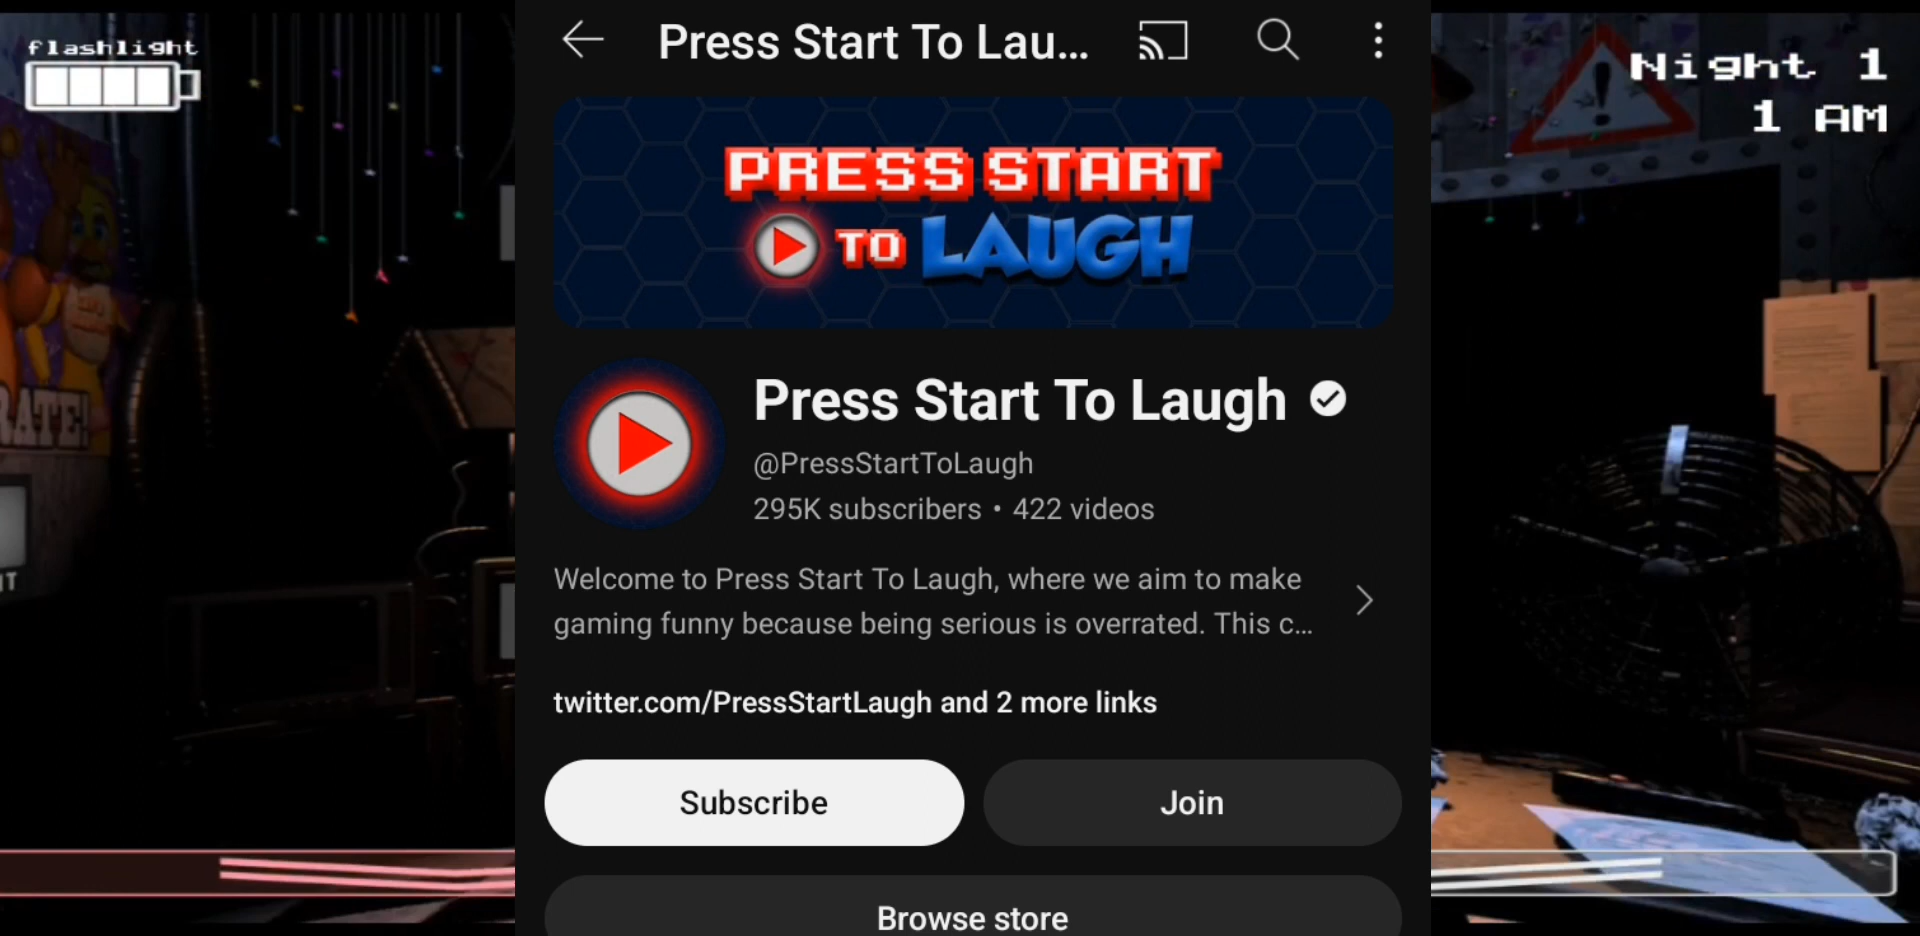 flashlight
Night 1
1 AM
Press Start To Lau...
PRESS START
TO LAUGH
Press Start To Laugh
@PressStartToLaugh
295K subscribers • 422 videos
Welcome to Press Start To Laugh, where we aim to make
gaming funny because being serious is overrated. This c...
twitter.com/PressStartLaugh and 2 more links
Subscribe
Join
Browse store
RATE!